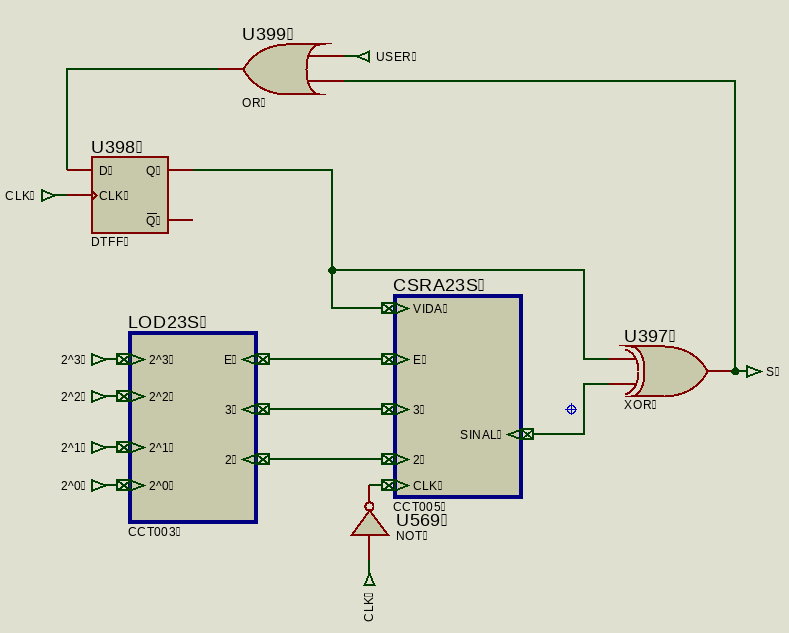 U399
USER
OR
U398
D Q
CLK CLK
Q
DTFF
CSRA23S
VIDA
LOD23S
U397
2^3 2^3 E E
S
2^2 2^2
XOR
3 3
SINAL
2^1 2^1
2 2
2^0 2^0 CLK
CCT005
U569
CCT003
NOT
CLK